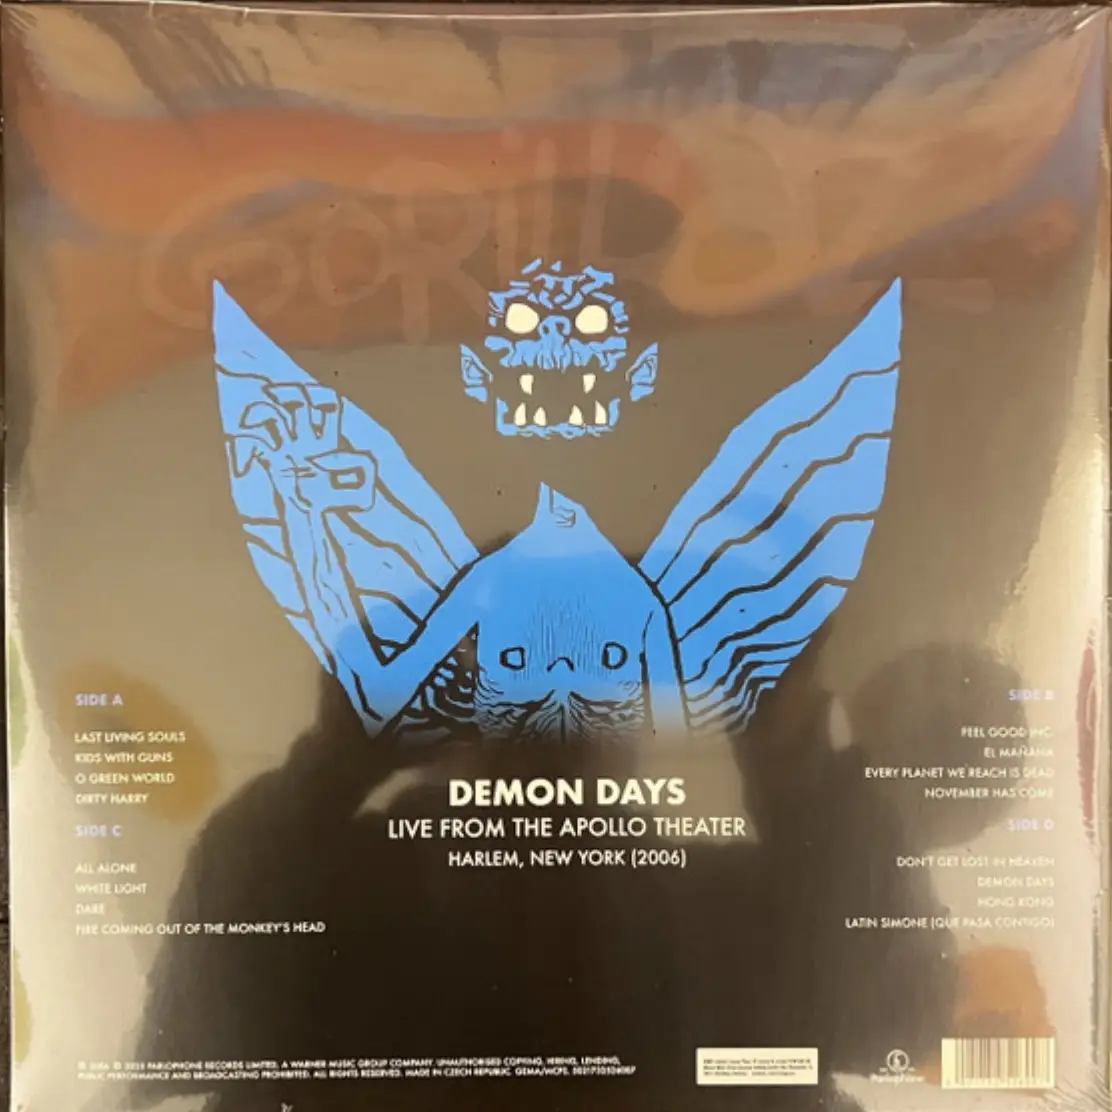 GORILLAZ
SIDE A
LAST LIVING SOULS
KIDS WITH GUNS
O GREEN WORLD
DIRTY HARRY
SIDE B
FEEL GOOD INC.
EL MAÑANA
EVERY PLANET WE REACH IS DEAD
NOVEMBER HAS COME
DEMON DAYS
LIVE FROM THE APOLLO THEATER
HARLEM, NEW YORK (2006)
SIDE C
ALL ALONE
WHITE LIGHT
DARE
FIRE COMING OUT OF THE MONKEY'S HEAD
SIDE D
DON'T GET LOST IN HEAVEN
DEMON DAYS
HONG KONG
LATIN SIMONE (QUE PASA CONTIGO)
PARLOPHONE RECORDS LIMITED, A WARNER MUSIC GROUP COMPANY. UNAUTHORISED COPYING, HIRING, LENDING,
PUBLIC PERFORMANCE AND BROADCASTING PROHIBITED. ALL RIGHTS RESERVED. MADE IN CZECH REPUBLIC. GEMA/MCPS.
Parlophone